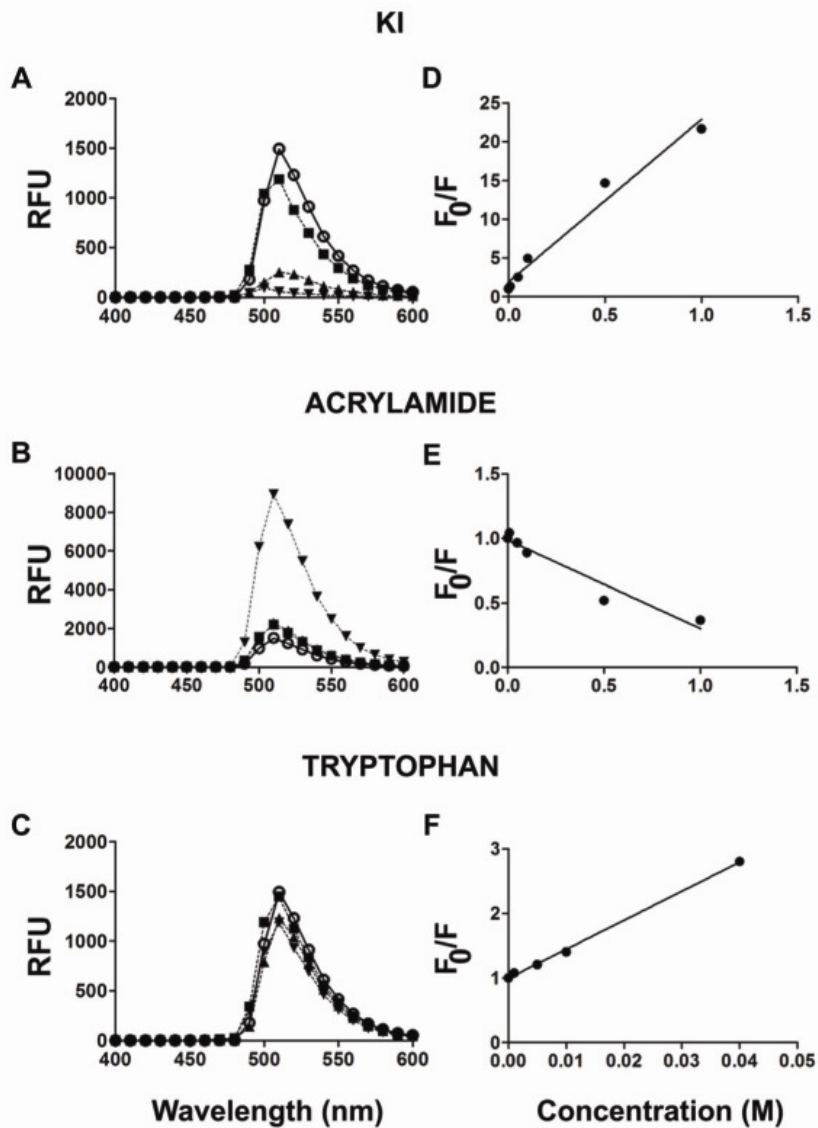 KI
A
D
2000
1500
1000
500
0
400 450 500 550 600
RFU
25
20
15
10
5
0
0.0 0.5 1.0 1.5
F0/F
ACRYLAMIDE
B
E
10000
8000
6000
4000
2000
0
400 450 500 550 600
RFU
1.5
1.0
0.5
0.0
0.0 0.5 1.0 1.5
F0/F
TRYPTOPHAN
C
F
2000
1500
1000
500
0
400 450 500 550 600
RFU
3
2
1
0
0.00 0.01 0.02 0.03 0.04 0.05
F0/F
Wavelength (nm)
Concentration (M)